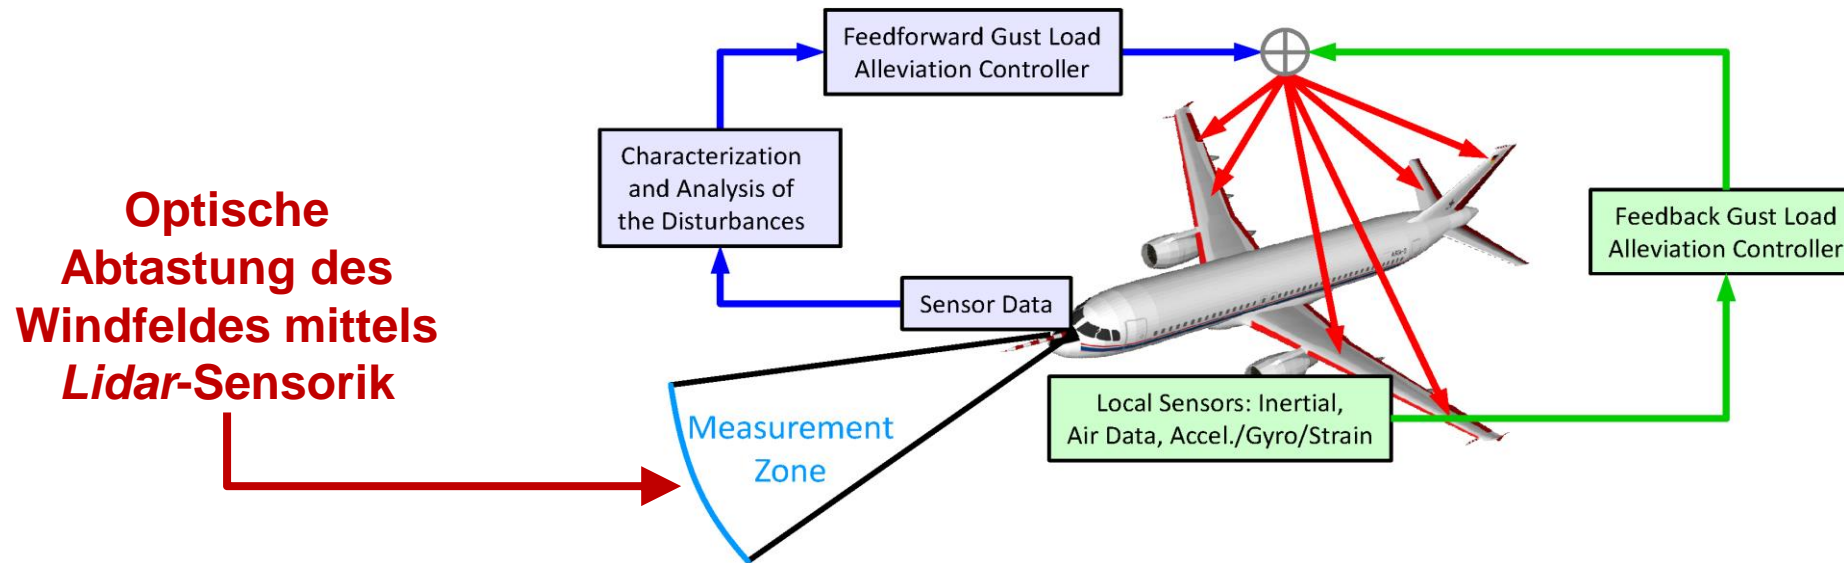 Feedforward Gust Load
Alleviation Controller
Characterization
and Analysis of
the Disturbances
Optische
Abtastung des
Windfeldes mittels
Lidar-Sensorik
Sensor Data
Feedback Gust Load
Alleviation Controller
Local Sensors: Inertial,
Air Data, Accel./Gyro/Strain
Measurement
Zone